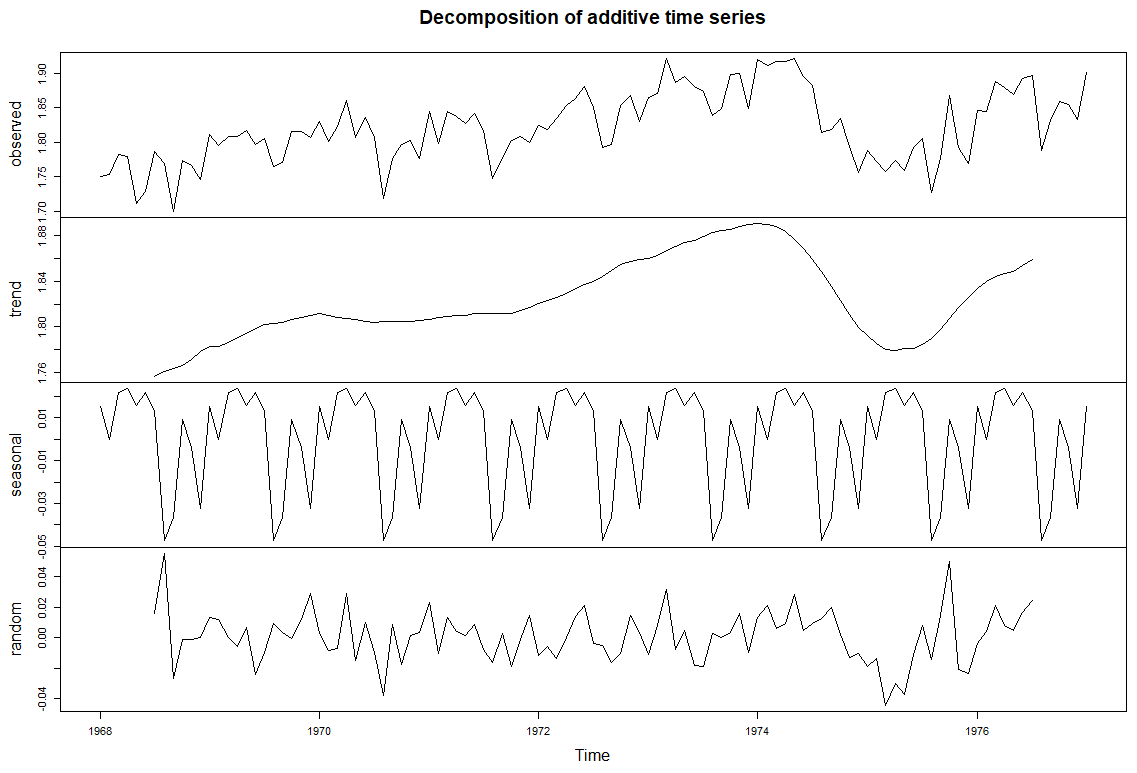 Decomposition of additive time series
observed
1.70 1.75 1.80 1.85 1.90
trend
1.76 1.80 1.84 1.88
seasonal
-0.05 -0.03 -0.01 0.01
random
-0.04 0.00 0.02 0.04
1968 1970 1972 1974 1976
Time